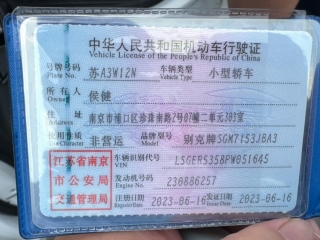 中华人民共和国机动车行驶证
Vehicle License of the People's Republic of China
号牌号码 苏A3W1ZN 车辆类型 小型轿车
Plate No. Vehicle Type
所有人 侯健
Owner
住址 南京市浦口区珍珠南路2号07幢二单元303室
Address
使用性质 非营运 品牌型号 别克牌SGM7153JBA3
Use Character Model
江苏省南京市公安局交通管理局
车辆识别代号 LSGER5358PW051645
VIN
发动机号码 230886257
Engine No.
注册日期 2023-06-16 发证日期 2023-06-16
Register Date Issue Date